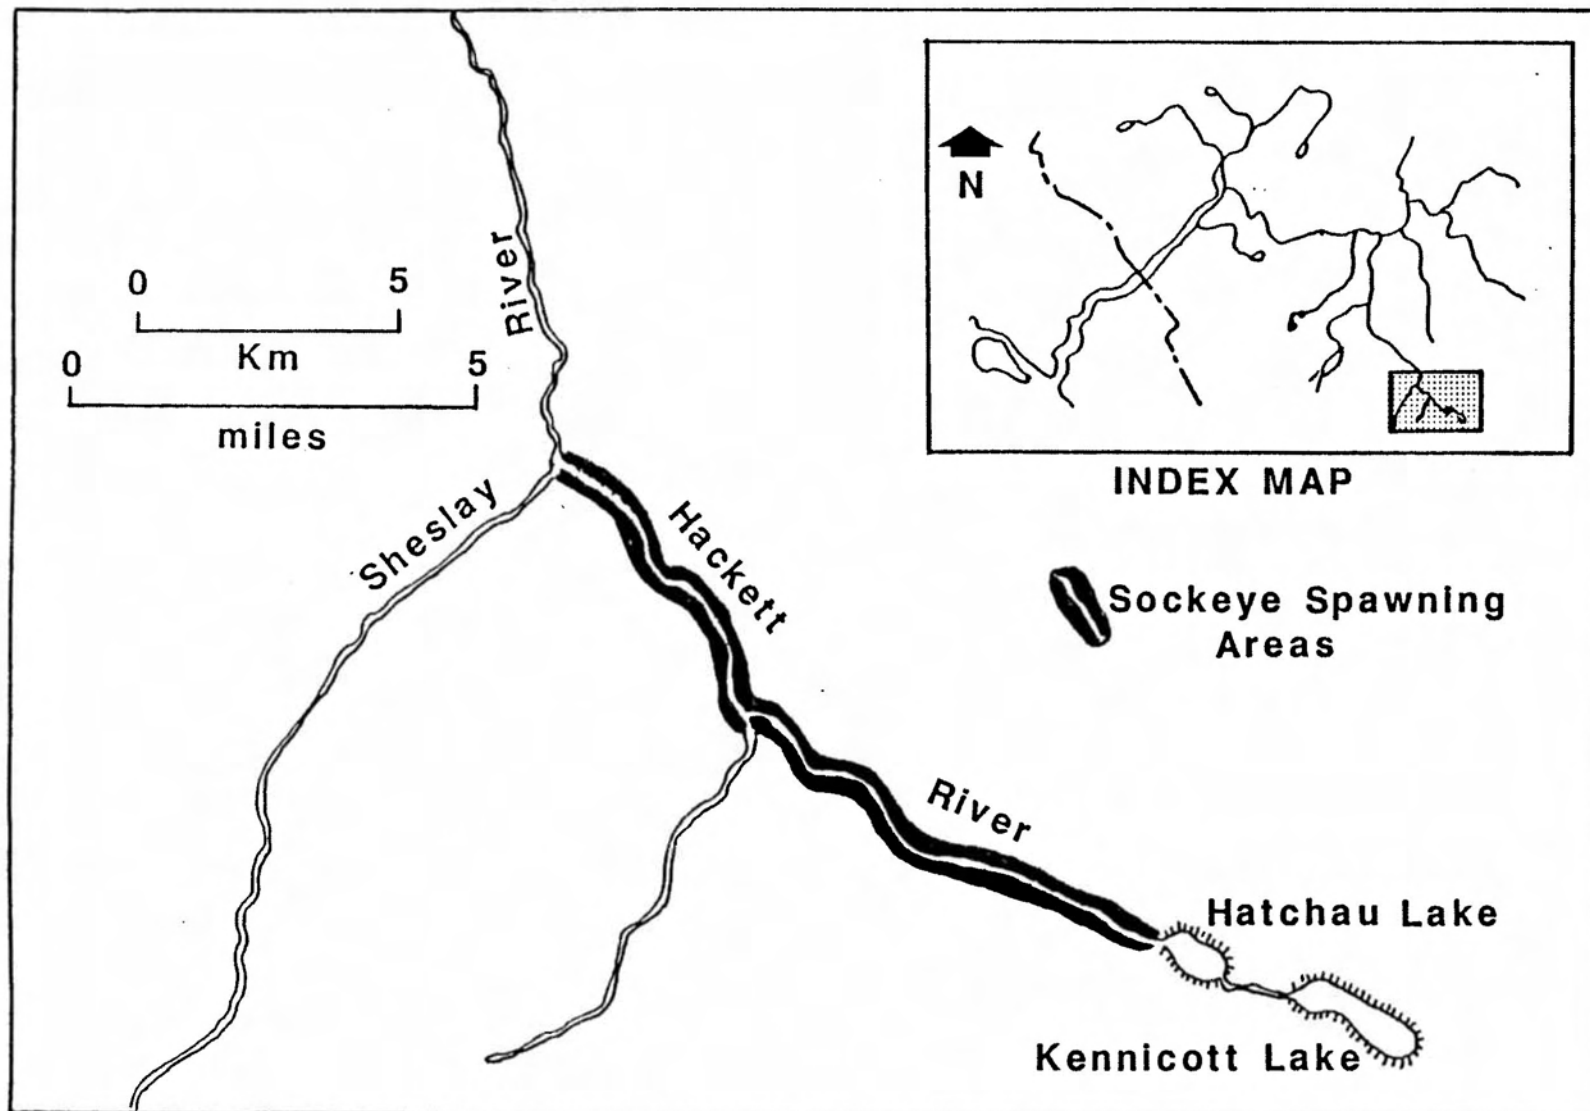 N
INDEX MAP
River
0 5
Km
0 5
miles
Sheslay
Hackett
River
Sockeye Spawning
Areas
Hatchau Lake
Kennicott Lake